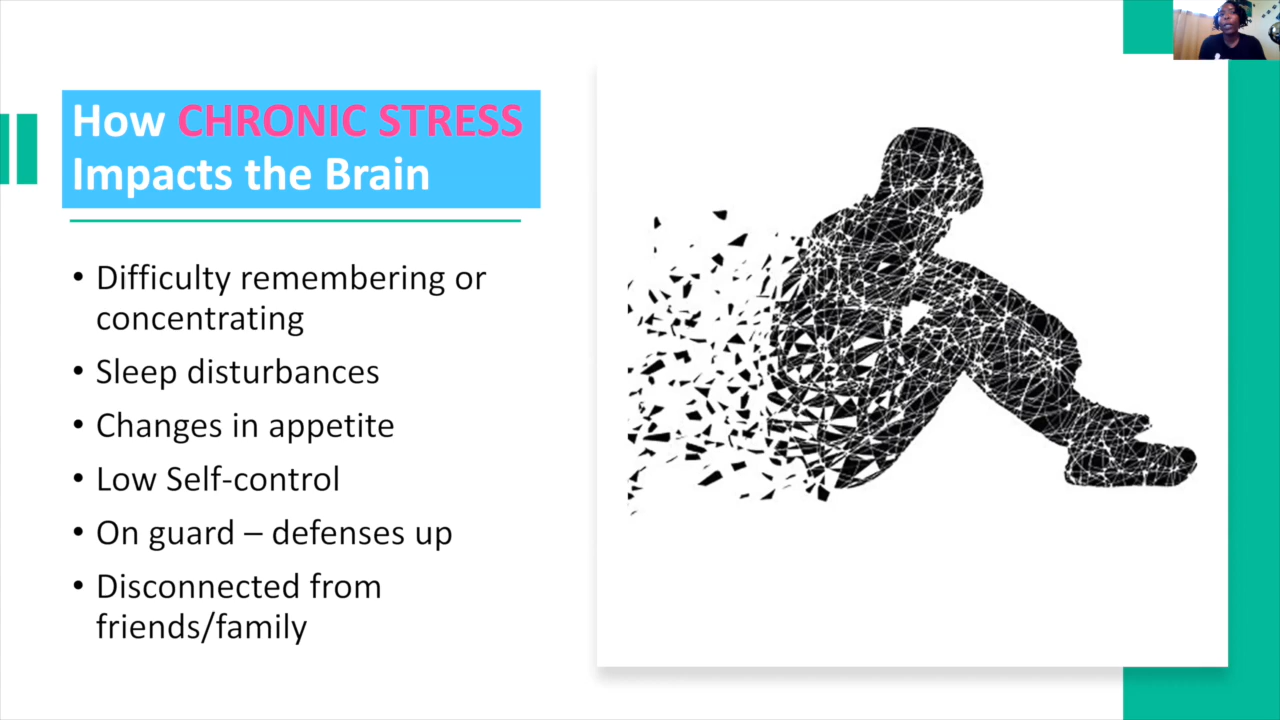 How CHRONIC STRESS
Impacts the Brain
• Difficulty remembering or
concentrating
• Sleep disturbances
• Changes in appetite
• Low Self-control
• On guard – defenses up
• Disconnected from
friends/family